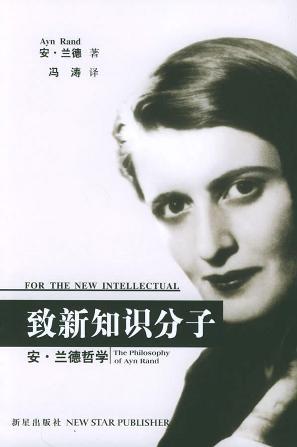 Ayn Rand
安·兰德 著
冯 涛 译
FOR THE NEW INTELLECTUAL
致新知识分子
安·兰德哲学 The Philosophy
of Ayn Rand
新星出版社 NEW STAR PUBLISHER